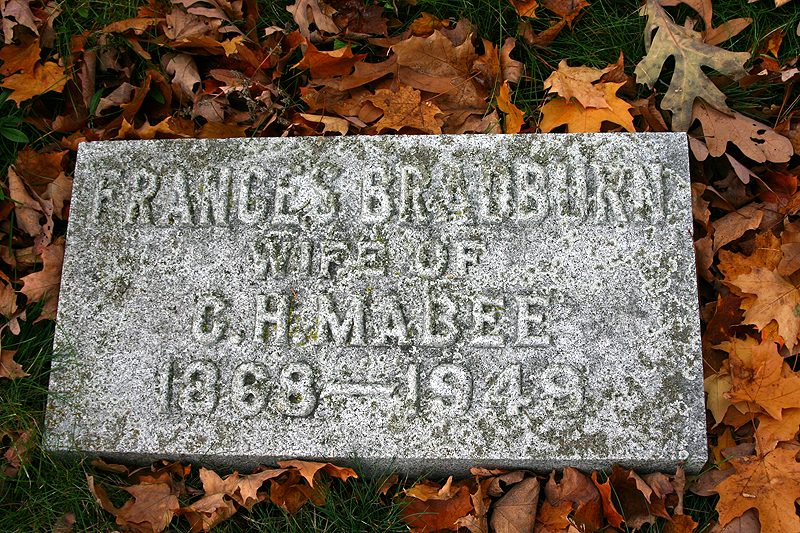 FRANCES BRADBURN
WIFE OF
C.H.MABEE
1868—1949